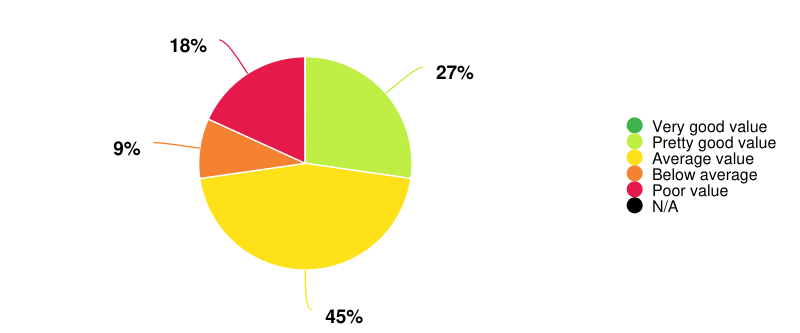 18%
27%
9%
45%
Very good value
Pretty good value
Average value
Below average
Poor value
N/A